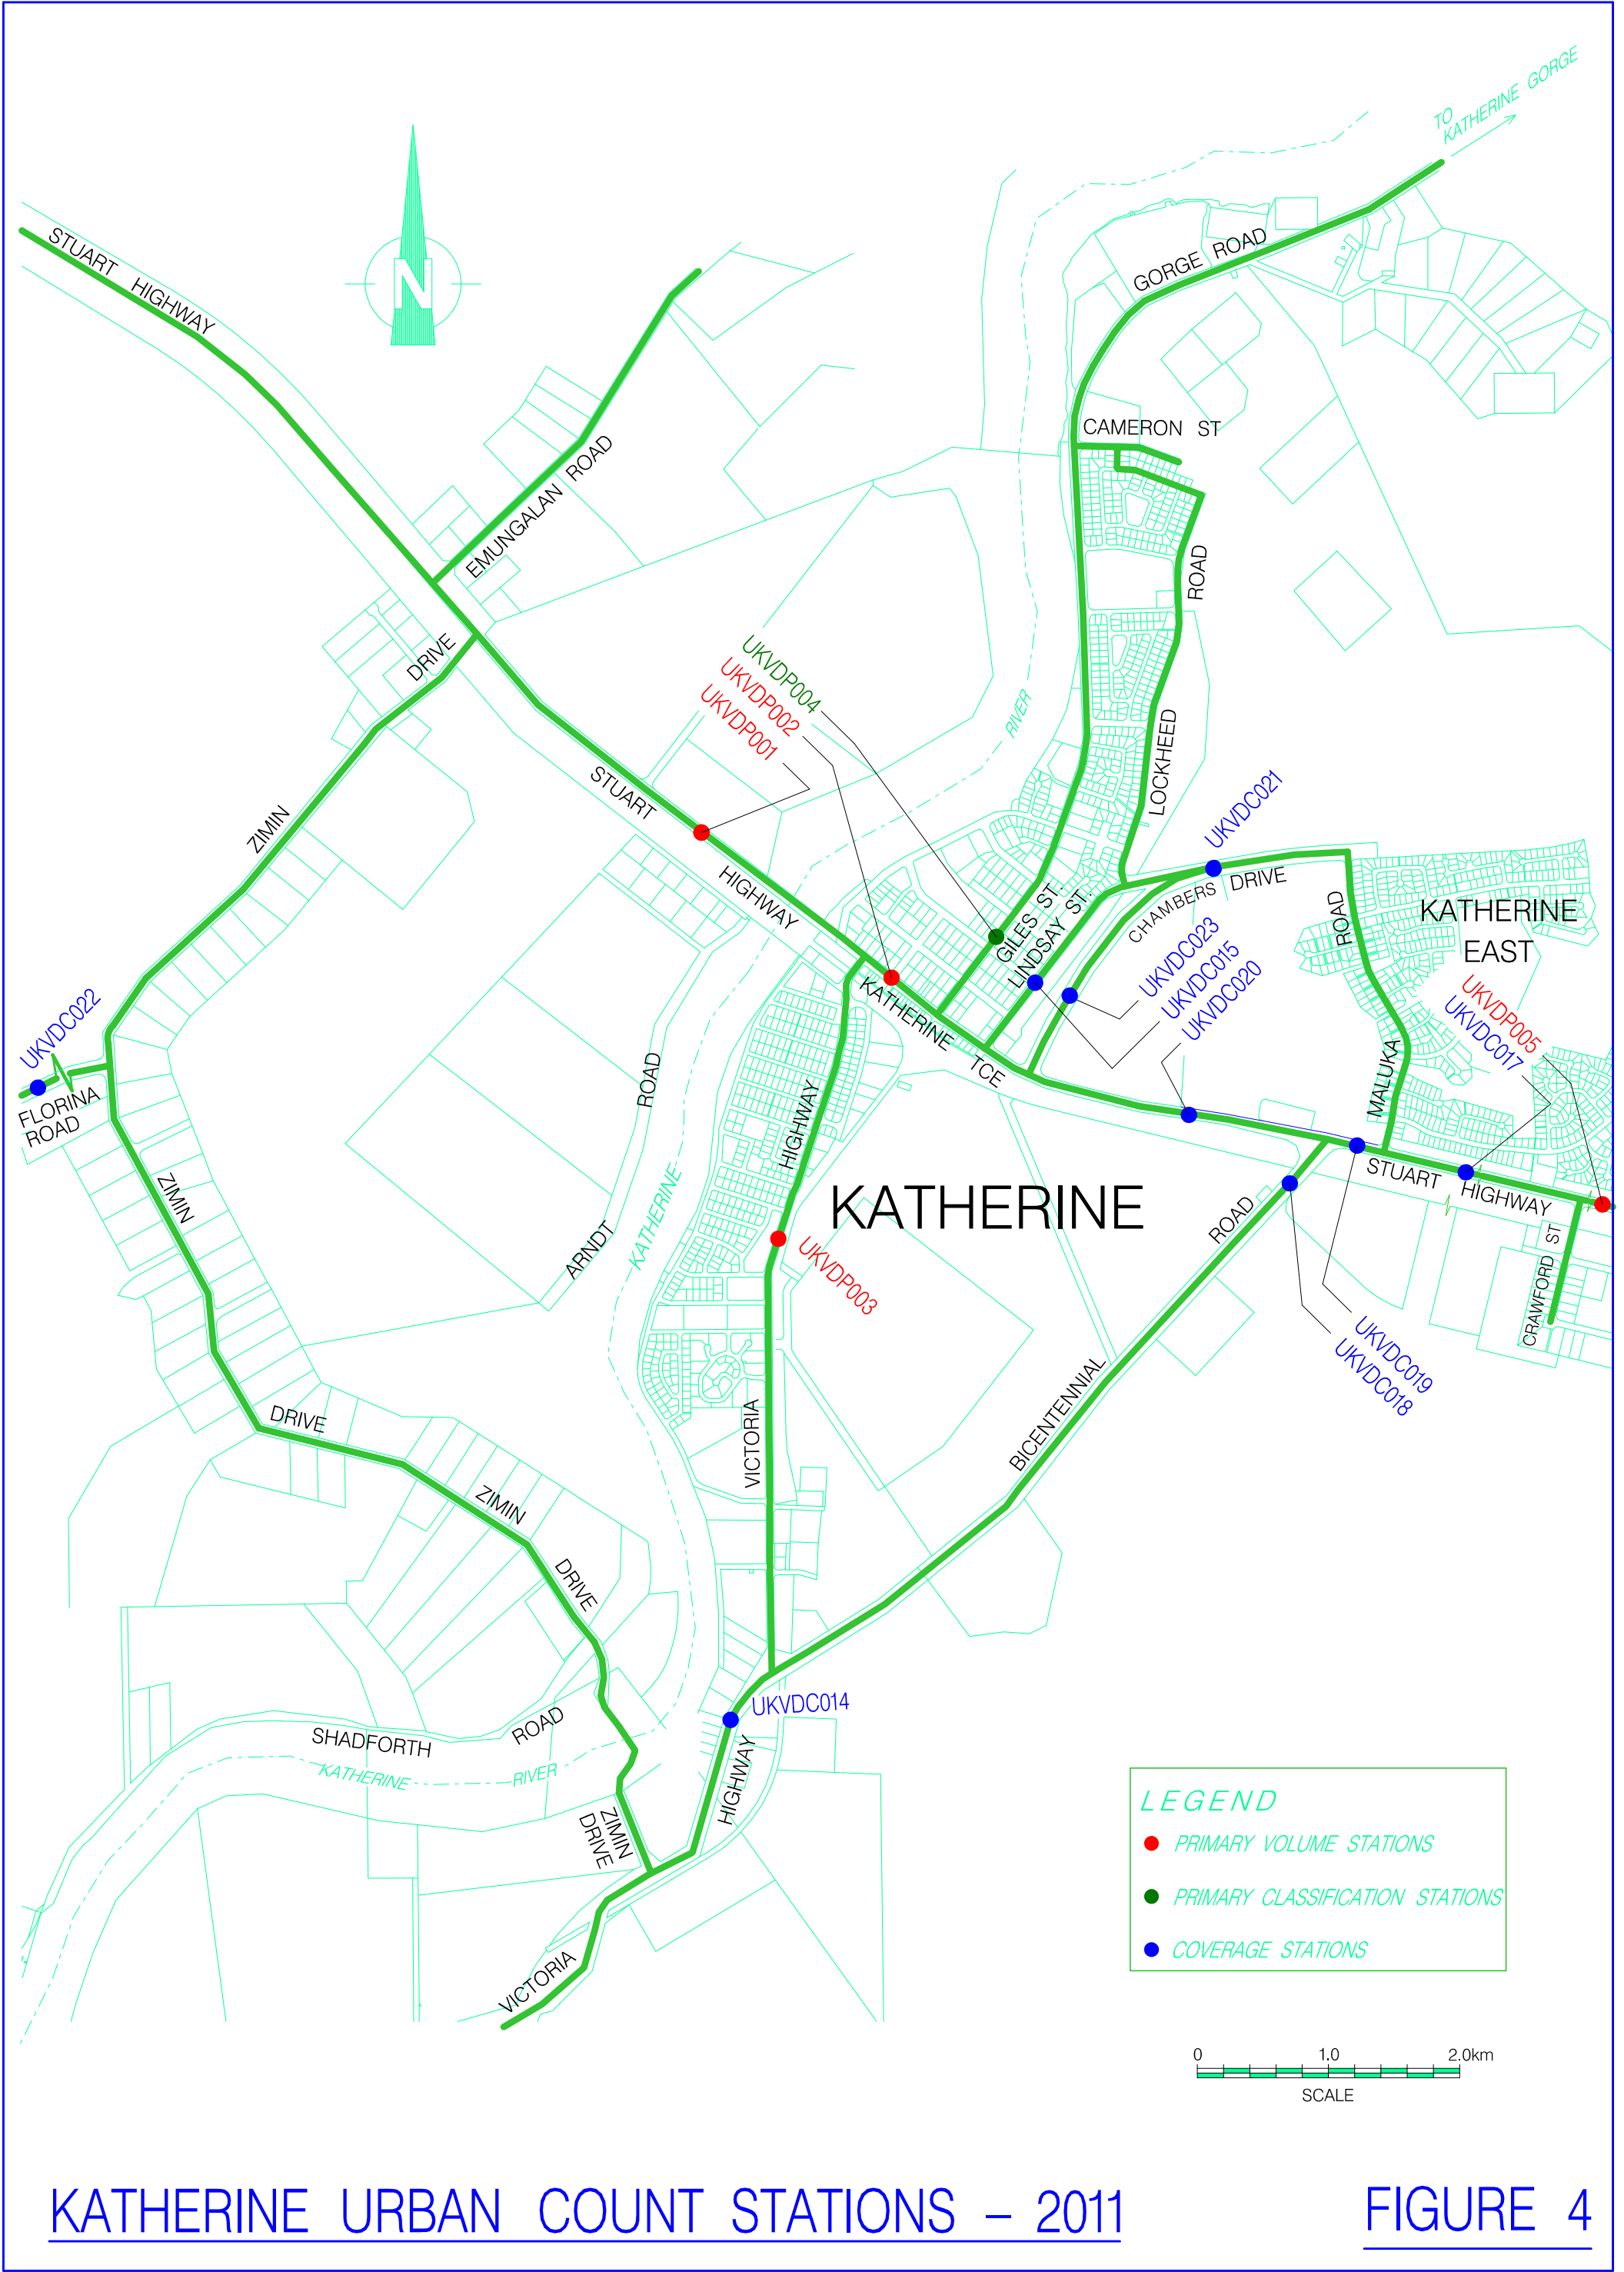 TO
KATHERINE GORGE
STUART HIGHWAY
N
GORGE ROAD
CAMERON ST
EMUNGALAN ROAD
ROAD
DRIVE
UKVDP004
UKVDP002
UKVDP001
RIVER
LOCKHEED
STUART
ZIMIN
UKVDC021
HIGHWAY
CHAMBERS DRIVE
GILES ST.
LINDSAY ST.
ROAD
KATHERINE
EAST
UKVDC023
UKVDC015
UKVDC020
UKVDP005
UKVDC017
KATHERINE TCE
UKVDC022
FLORINA
ROAD
ROAD
MALUKA
HIGHWAY
ZIMIN
KATHERINE
KATHERINE
STUART HIGHWAY
ROAD
ARNDT
CRAWFORD ST
UKVDP003
UKVDC019
UKVDC018
BICENTENNIAL
DRIVE
VICTORIA
ZIMIN
DRIVE
UKVDC014
SHADFORTH ROAD
KATHERINE RIVER
HIGHWAY
ZIMIN
DRIVE
VICTORIA
LEGEND
PRIMARY VOLUME STATIONS
PRIMARY CLASSIFICATION STATIONS
COVERAGE STATIONS
0 1.0 2.0km
SCALE
KATHERINE URBAN COUNT STATIONS – 2011
FIGURE 4